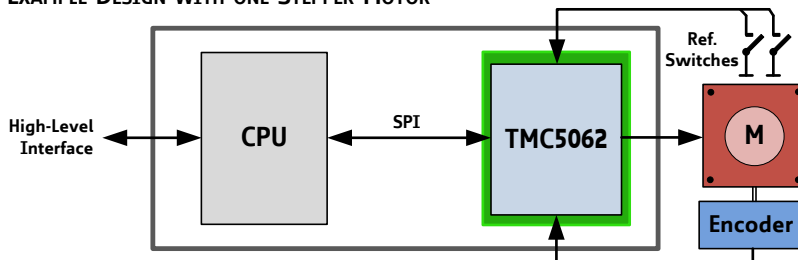 EXAMPLE DESIGN WITH ONE STEPPER MOTOR
Ref.
Switches
High-Level
Interface
CPU
SPI
TMC5062
M
Encoder